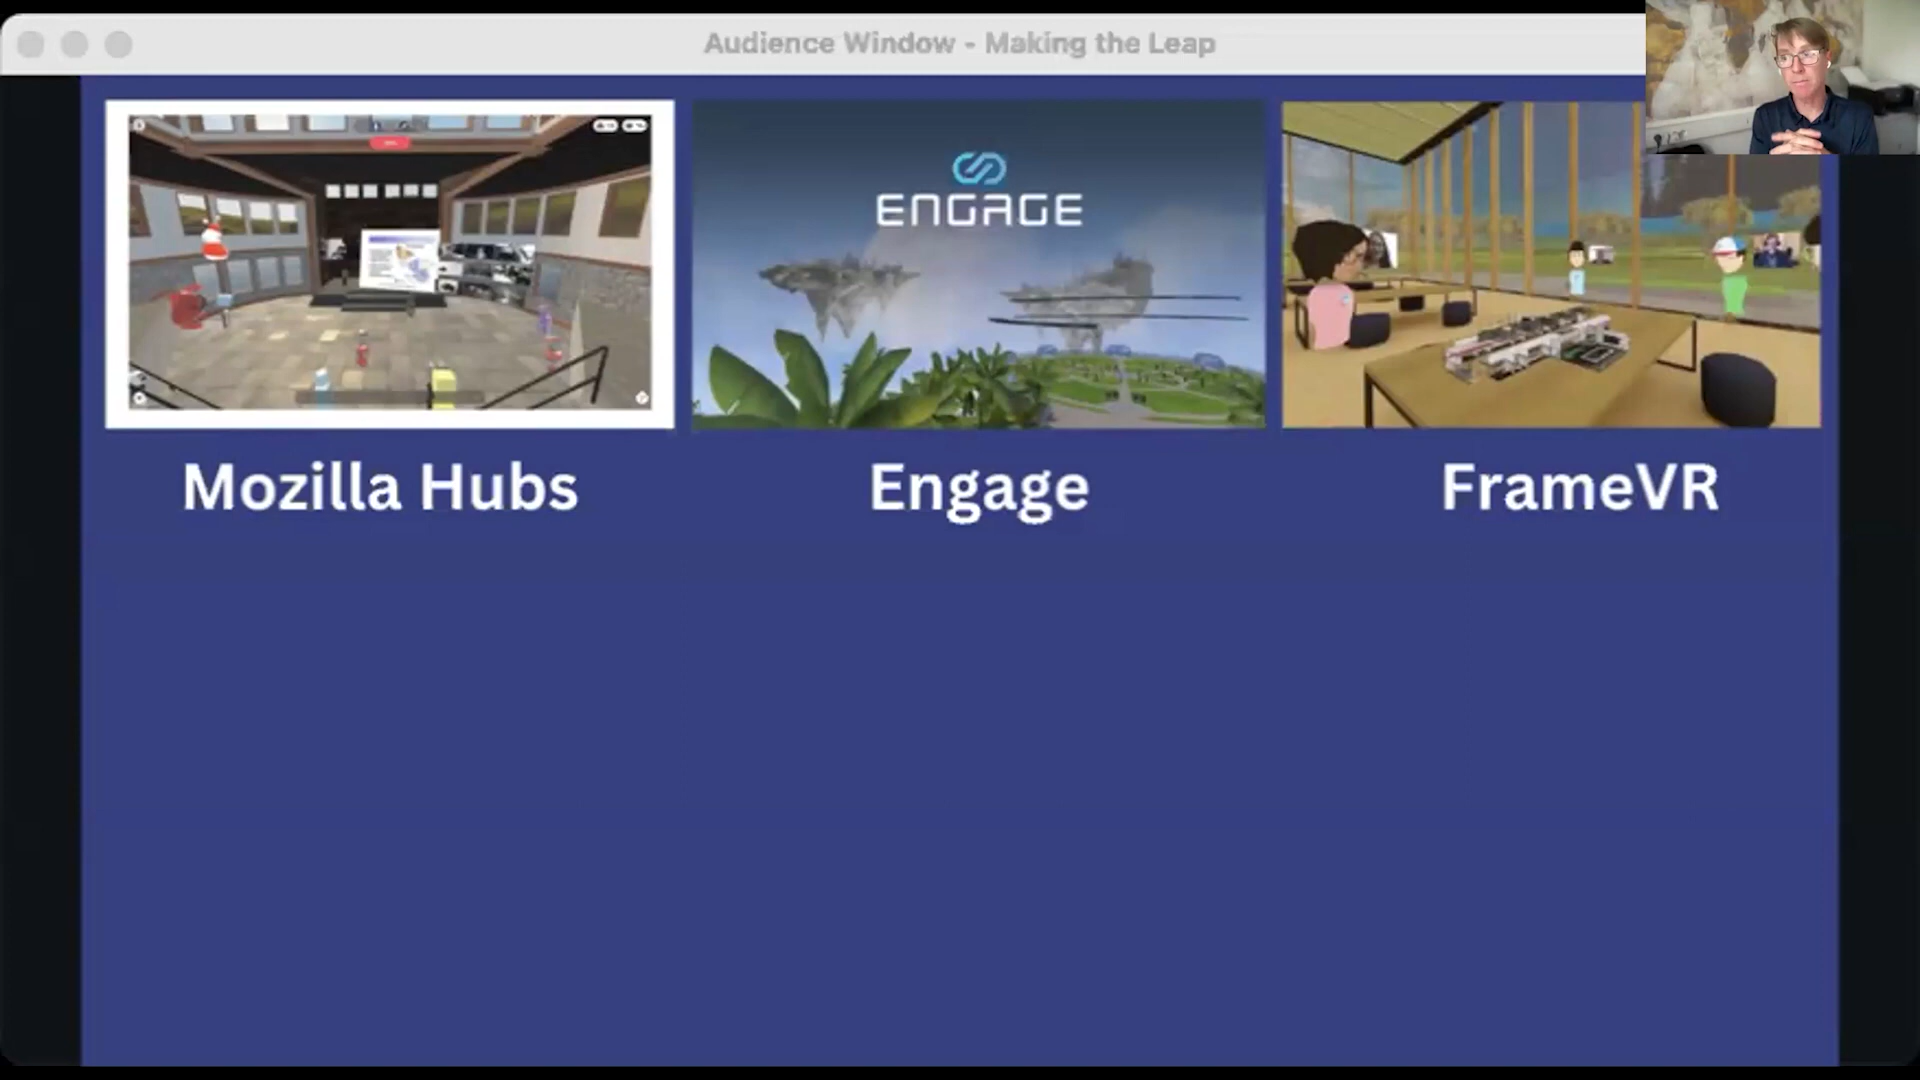 Audience Window - Making the Leap
ENGAGE
Mozilla Hubs
Engage
FrameVR